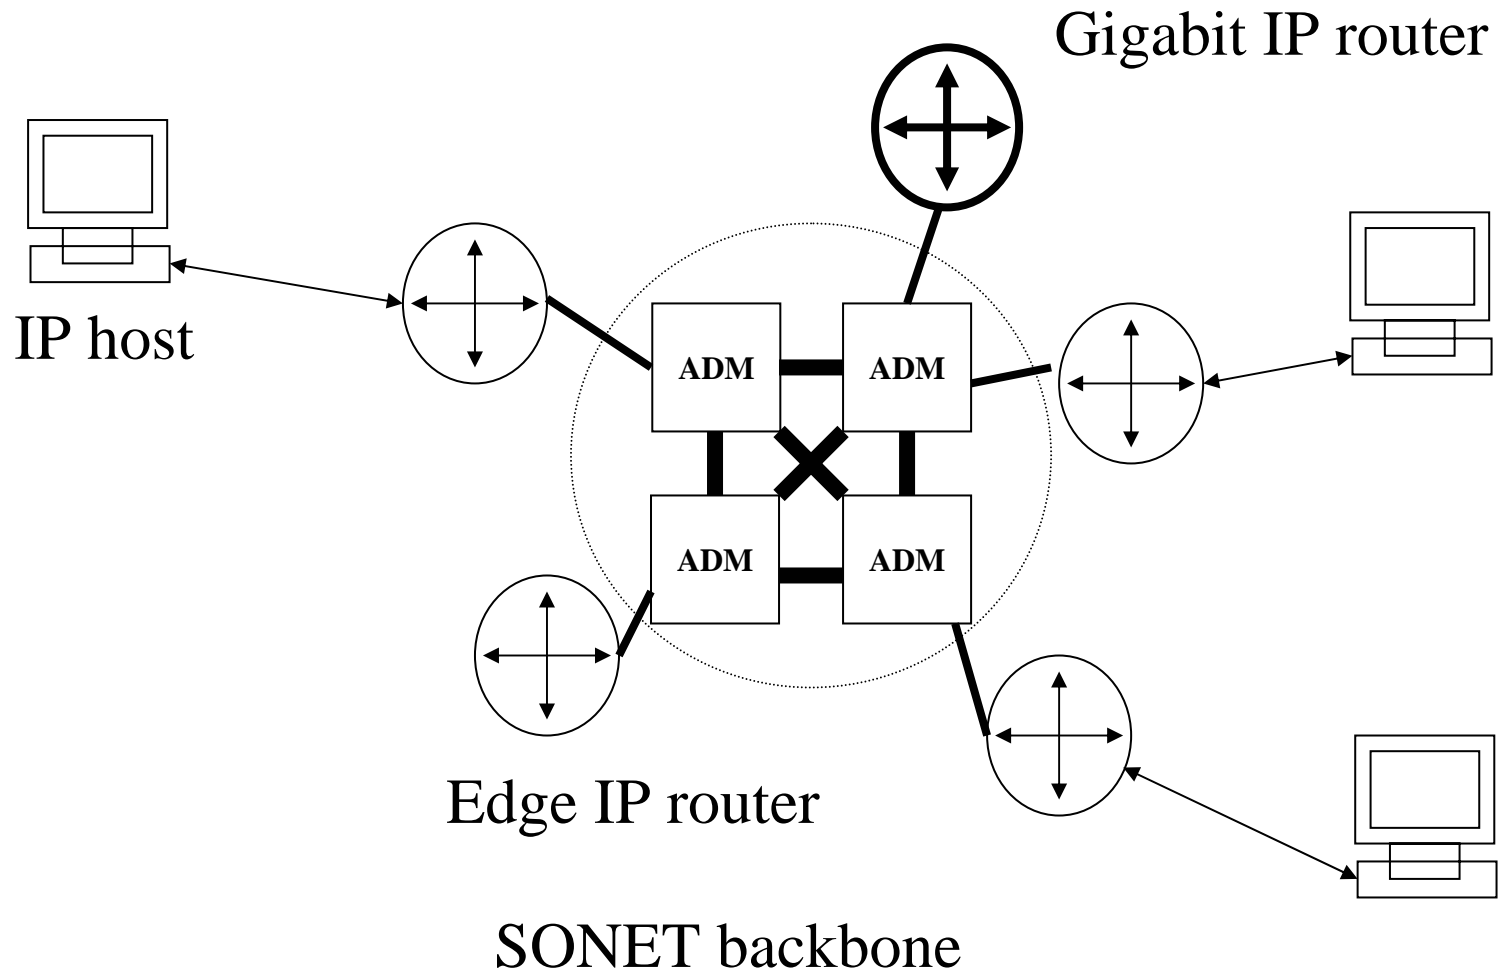 Gigabit IP router
IP host
ADM
ADM
ADM
ADM
Edge IP router
SONET backbone